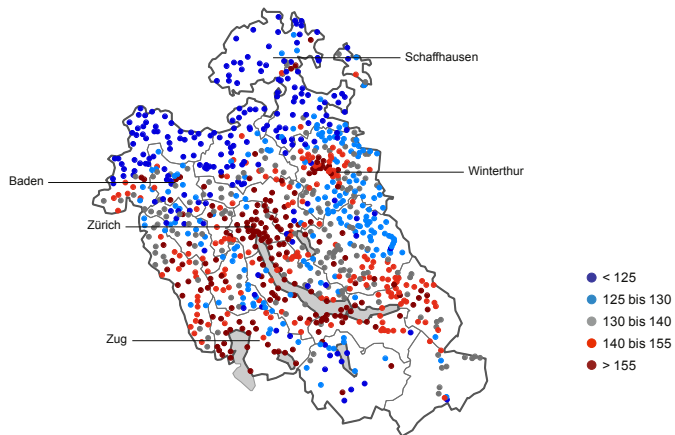 Schaffhausen
Winterthur
Baden
Zürich
Zug
< 125
125 bis 130
130 bis 140
140 bis 155
> 155